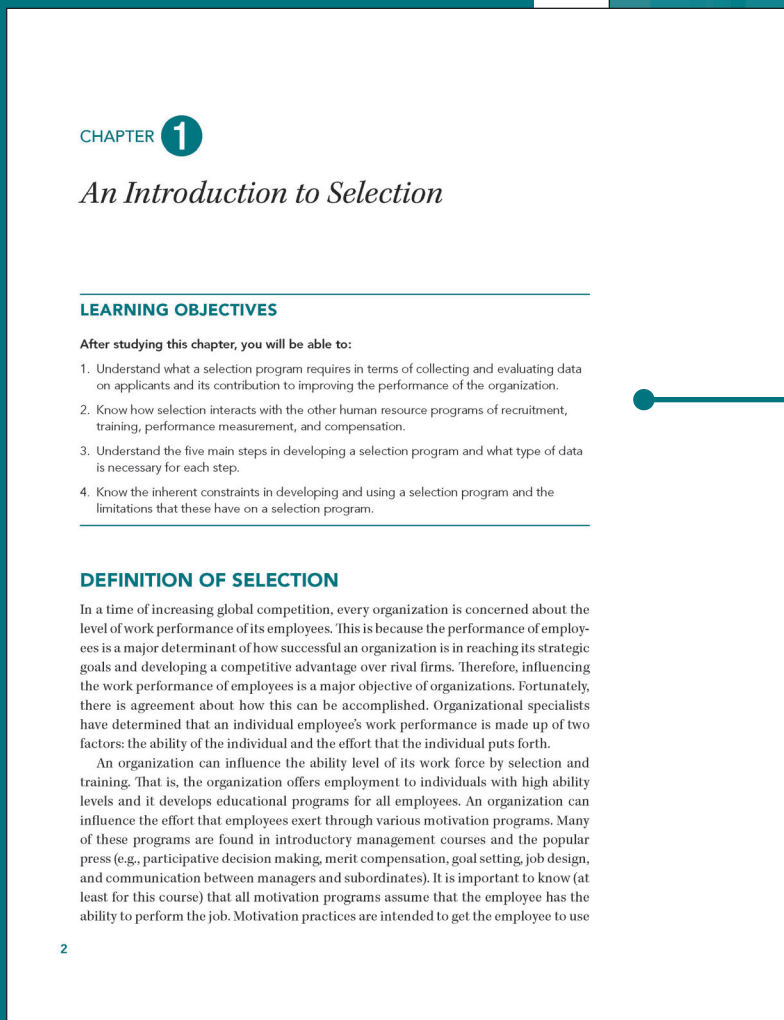 CHAPTER 1
An Introduction to Selection
LEARNING OBJECTIVES
After studying this chapter, you will be able to:
1. Understand what a selection program requires in terms of collecting and evaluating data
on applicants and its contribution to improving the performance of the organization.
2. Know how selection interacts with the other human resource programs of recruitment,
training, performance measurement, and compensation.
3. Understand the five main steps in developing a selection program and what type of data
is necessary for each step.
4. Know the inherent constraints in developing and using a selection program and the
limitations that these have on a selection program.
DEFINITION OF SELECTION
In a time of increasing global competition, every organization is concerned about the
level of work performance of its employees. This is because the performance of employ-
ees is a major determinant of how successful an organization is in reaching its strategic
goals and developing a competitive advantage over rival firms. Therefore, influencing
the work performance of employees is a major objective of organizations. Fortunately,
there is agreement about how this can be accomplished. Organizational specialists
have determined that an individual employee's work performance is made up of two
factors: the ability of the individual and the effort that the individual puts forth.
An organization can influence the ability level of its work force by selection and
training. That is, the organization offers employment to individuals with high ability
levels and it develops educational programs for all employees. An organization can
influence the effort that employees exert through various motivation programs. Many
of these programs are found in introductory management courses and the popular
press (e.g., participative decision making, merit compensation, goal setting, job design,
and communication between managers and subordinates). It is important to know (at
least for this course) that all motivation programs assume that the employee has the
ability to perform the job. Motivation practices are intended to get the employee to use
2